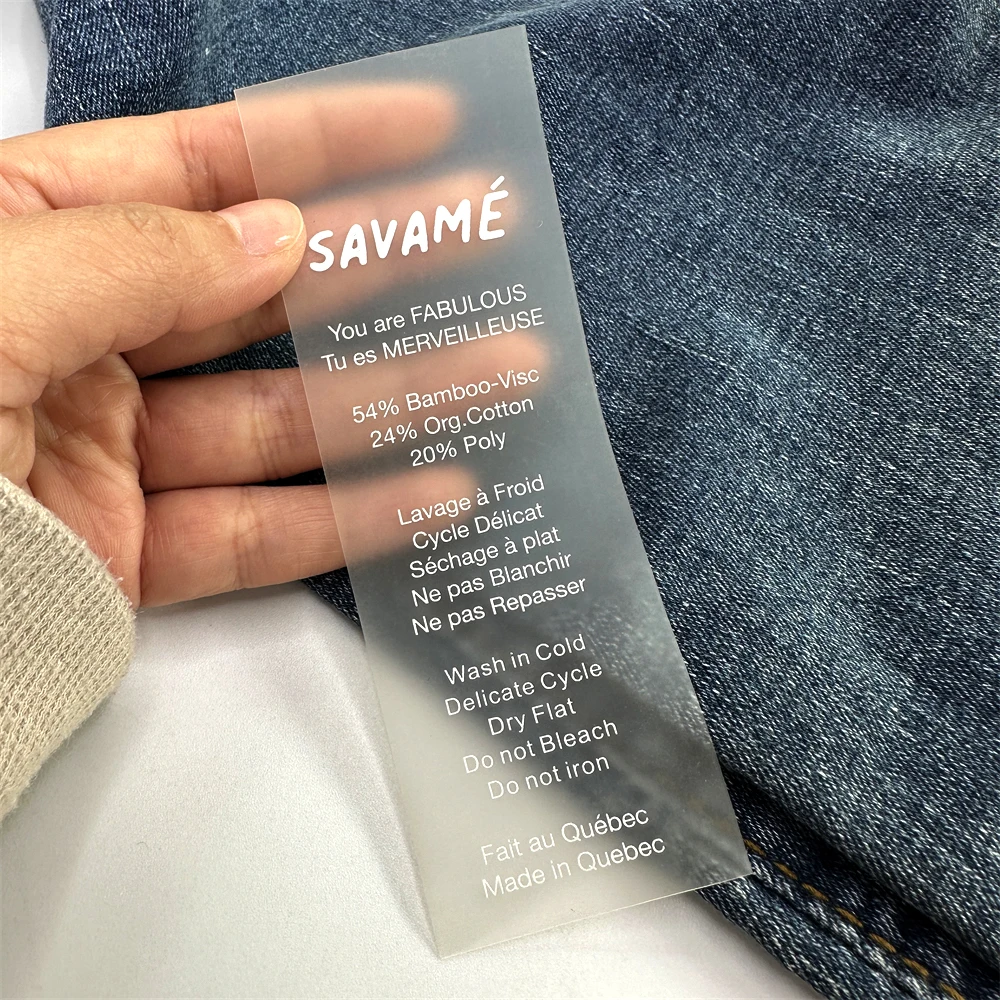 SAVAMÉ
You are FABULOUS
Tu es MERVEILLEUSE
54% Bamboo-Visc
24% Org.Cotton
20% Poly
Lavage à Froid
Cycle Délicat
Séchage à plat
Ne pas Blanchir
Ne pas Repasser
Wash in Cold
Delicate Cycle
Dry Flat
Do not Bleach
Do not iron
Fait au Québec
Made in Quebec